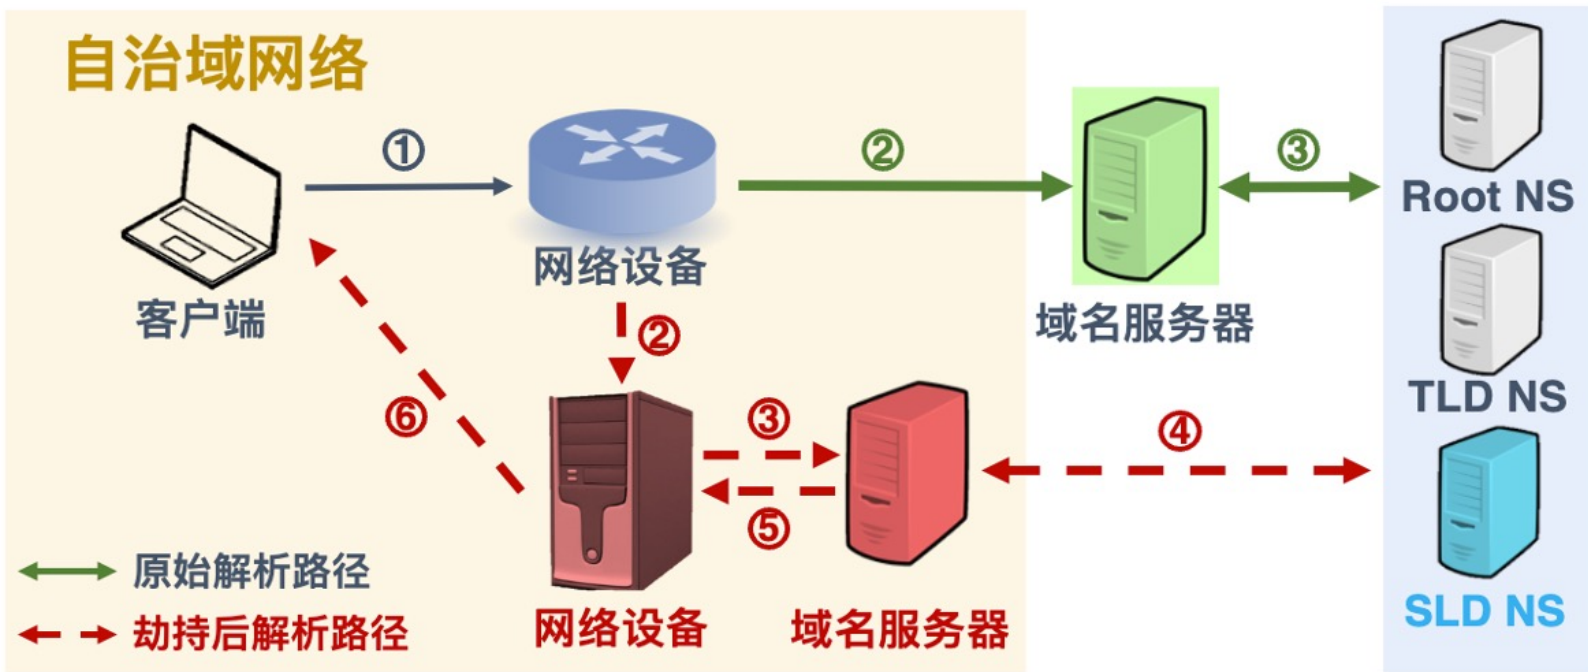 自治域网络
①
②
③
Root NS
网络设备
客户端
域名服务器
②
TLD NS
⑥
③
④
⑤
原始解析路径
劫持后解析路径
网络设备
域名服务器
SLD NS